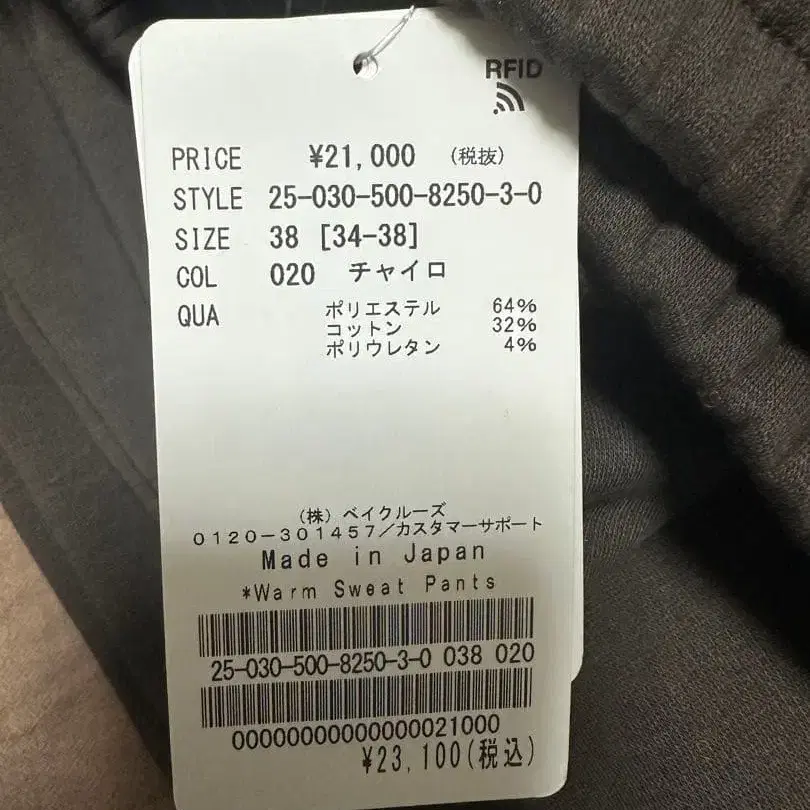 RFID
PRICE ¥21,000 (税抜)
STYLE 25-030-500-8250-3-0
SIZE 38 [34-38]
COL 020 チャイロ
QUA ポリエステル 64%
コットン 32%
ポリウレタン 4%
(株) ベイクルーズ
0120-301457/カスタマーサポート
Made in Japan
*Warm Sweat Pants
25-030-500-8250-3-0 038 020
00000000000000021000
¥23,100(税込)